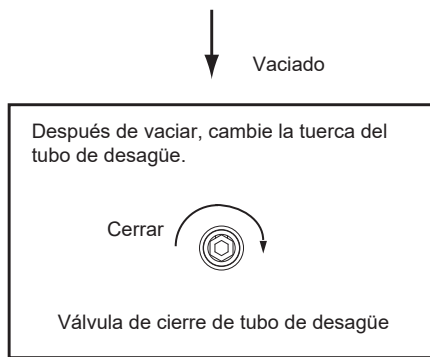 Vaciado
Después de vaciar, cambie la tuerca del
tubo de desagüe.
Cerrar
Válvula de cierre de tubo de desagüe